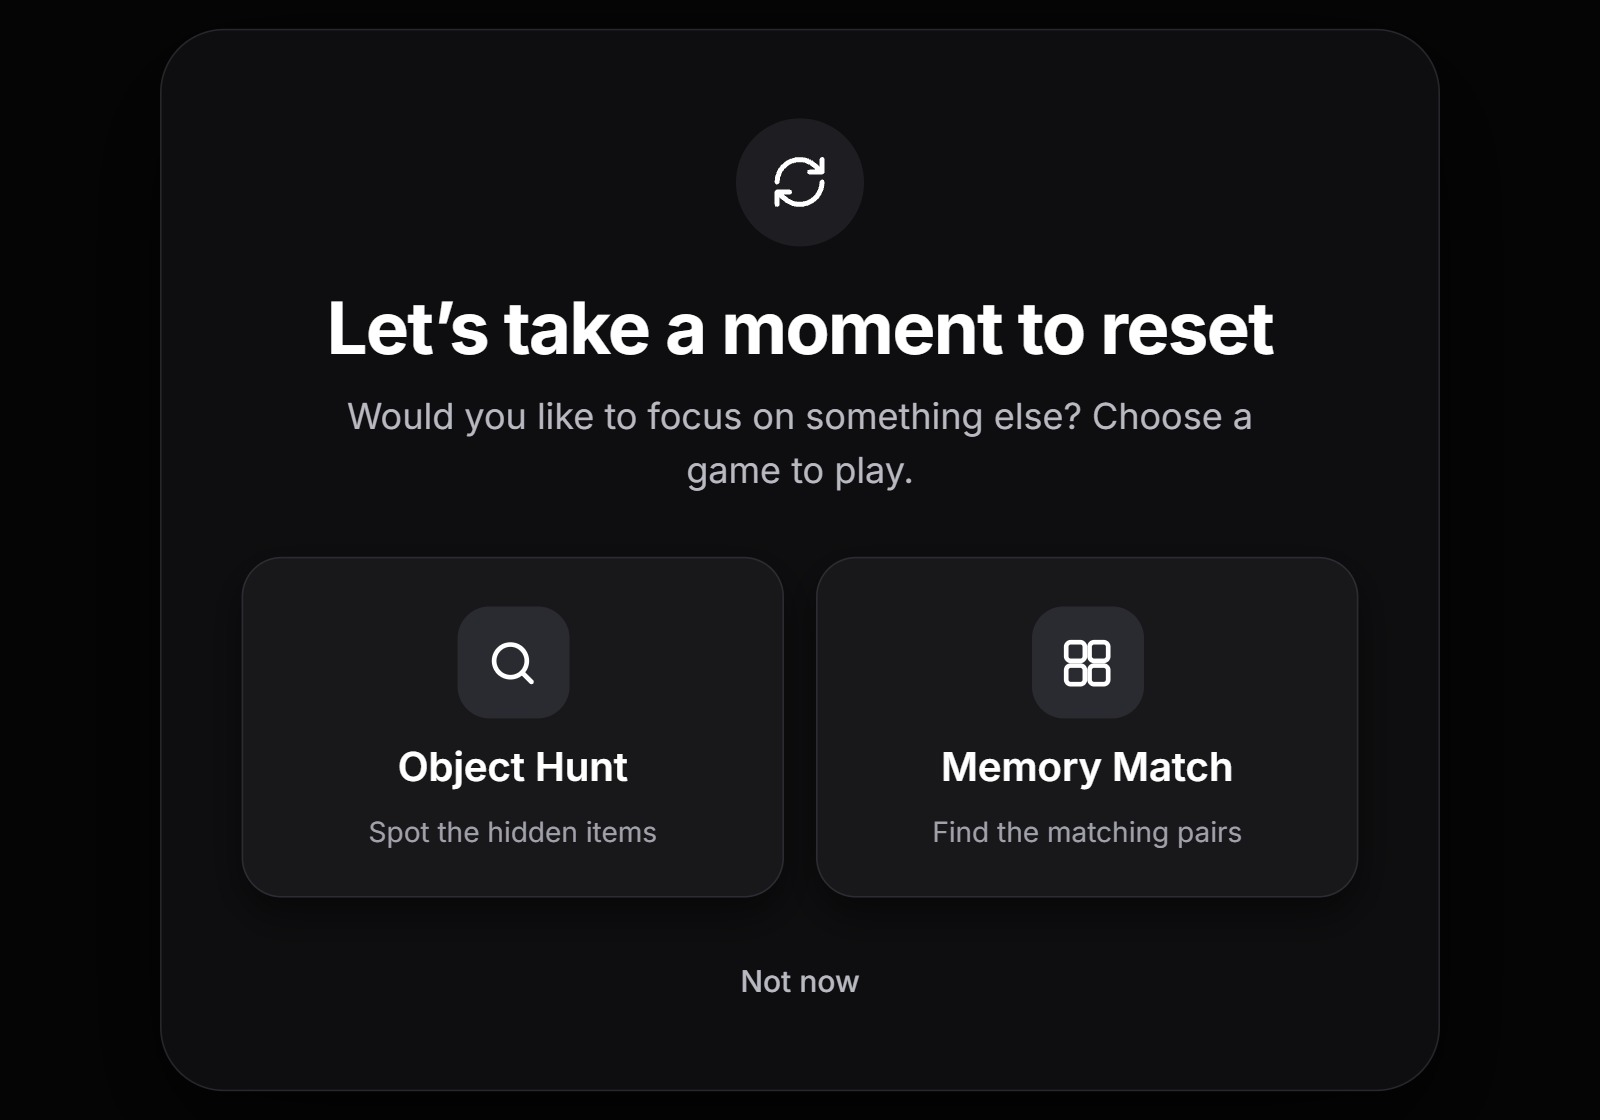 Let’s take a moment to reset
Would you like to focus on something else? Choose a
game to play.
Object Hunt
Spot the hidden items
Memory Match
Find the matching pairs
Not now